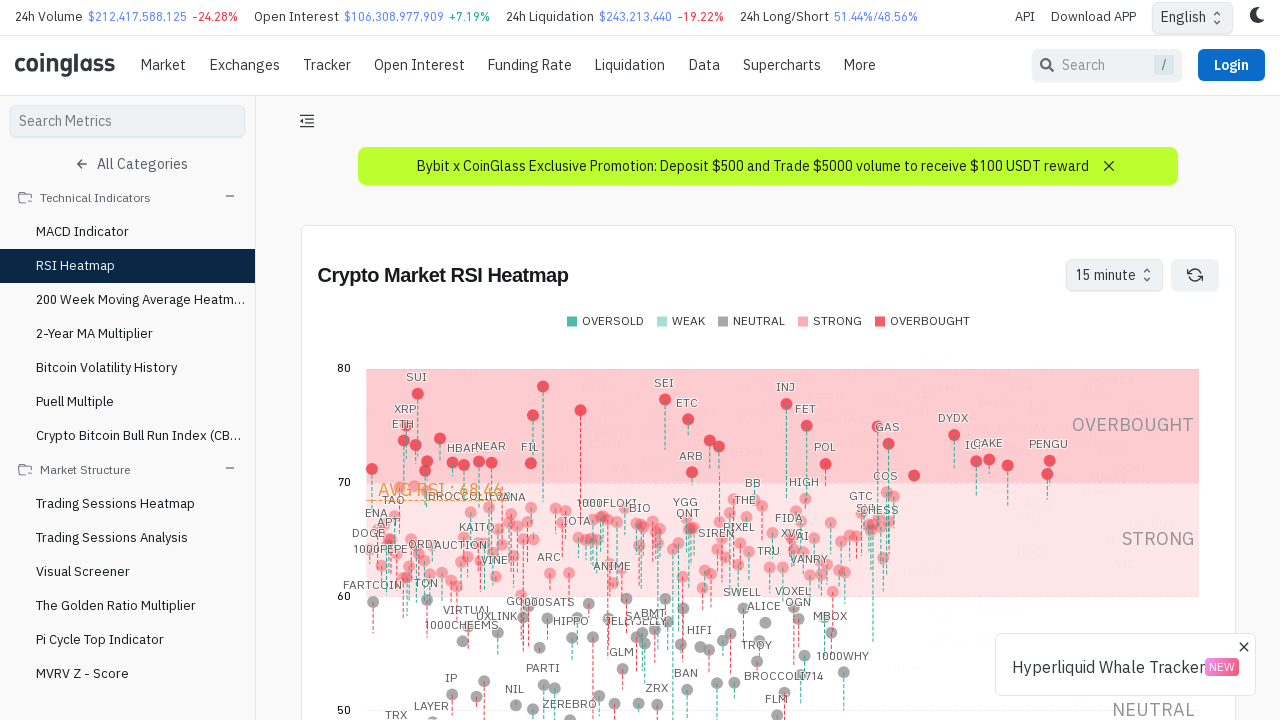 24h Volume $212,417,588,125 -24.28% Open Interest $106,308,977,909 +7.19% 24h Liquidation $243,213,440 -19.22% 24h Long/Short 51.44%/48.56% API Download APP English
coinglass Market Exchanges Tracker Open Interest Funding Rate Liquidation Data Supercharts More Search / Login
Search Metrics
All Categories
Technical Indicators
MACD Indicator
RSI Heatmap
200 Week Moving Average Heatm...
2-Year MA Multiplier
Bitcoin Volatility History
Puell Multiple
Crypto Bitcoin Bull Run Index (CB...
Market Structure
Trading Sessions Heatmap
Trading Sessions Analysis
Visual Screener
The Golden Ratio Multiplier
Pi Cycle Top Indicator
MVRV Z - Score
Bybit x CoinGlass Exclusive Promotion: Deposit $500 and Trade $5000 volume to receive $100 USDT reward
Crypto Market RSI Heatmap
15 minute
OVERSOLD WEAK NEUTRAL STRONG OVERBOUGHT
80
SUI SEI INJ
XRP ETC FET
ETH GAS DYDX OVERBOUGHT
HBAR NEAR FIL POL CAKE PENGU
ARB
70 COS
AVG RSI : 68.46 BB HIGH
TAO 1000FLOKI YGG THE GTC
ENA BIO QNT CHESS
APT KAITO IOTA PIXEL FIDA
DOGE SIREN XVG STRONG
1000PEPE ORDI AUCTION ARC TRU
VINE ANIME VANRY
FARTCOIN TON
60 SWELL VOXEL
1000SATS ALICE OGN
VIRTUAL UXLINK HIPPO BMT MBOX
1000CHEEMS HIFI
GLM TROY 1000WHY
PARTI BAN
IP NIL ZRX FLM
LAYER ZEREBRO
50 TRX NEUTRAL
Hyperliquid Whale Tracker NEW